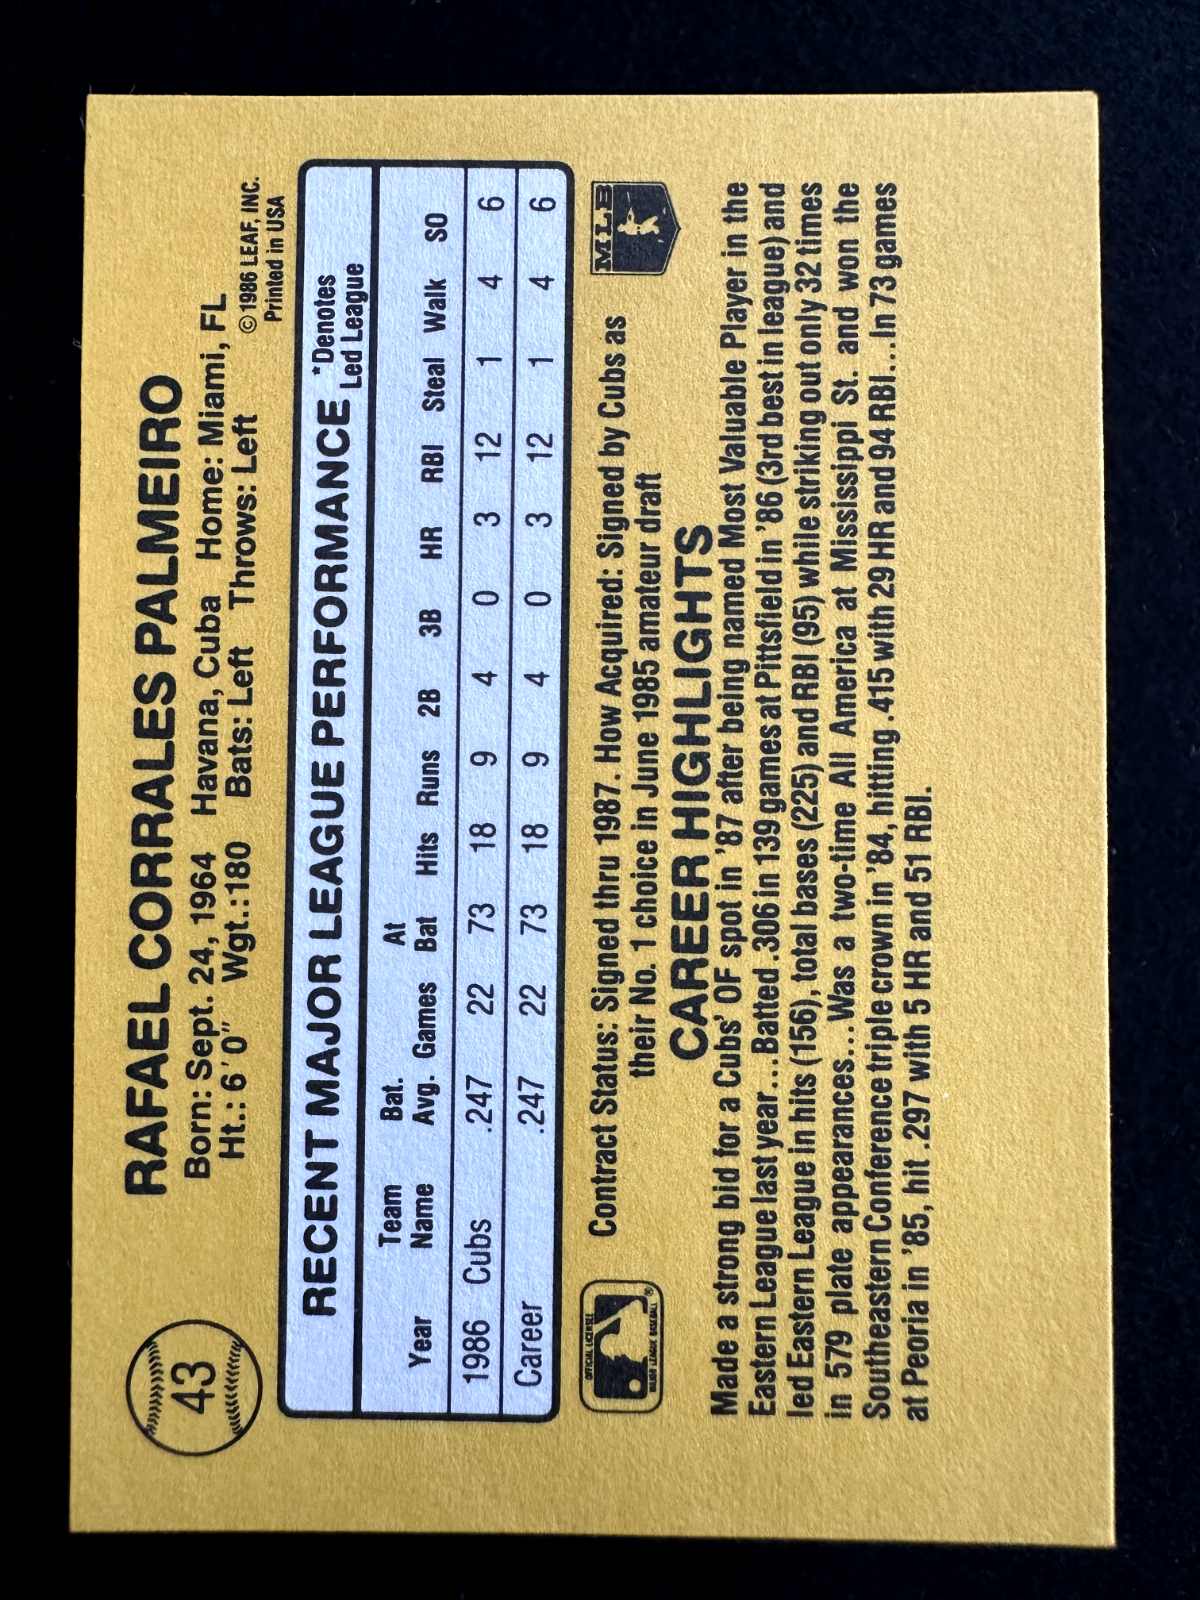 43
RAFAEL CORRALES PALMEIRO
Born: Sept. 24, 1964 Havana, Cuba Home: Miami, FL
Ht.: 6'0" Wgt.:180 Bats: Left Throws: Left
© 1986 LEAF, INC.
Printed in USA
RECENT MAJOR LEAGUE PERFORMANCE *Denotes Led League
Year Team Name Bat. Avg. Games At Bat Hits Runs 2B 3B HR RBI Steal Walk SO
1986 Cubs .247 22 73 18 9 4 0 3 12 1 4 6
Career .247 22 73 18 9 4 0 3 12 1 4 6
OFFICIAL LICENSEE
MAJOR LEAGUE BASEBALL ®
Contract Status: Signed thru 1987. How Acquired: Signed by Cubs as
their No. 1 choice in June 1985 amateur draft
MLB
CAREER HIGHLIGHTS
Made a strong bid for a Cubs' OF spot in '87 after being named Most Valuable Player in the
Eastern League last year...Batted .306 in 139 games at Pittsfield in '86 (3rd best in league) and
led Eastern League in hits (156), total bases (225) and RBI (95) while striking out only 32 times
in 579 plate appearances...Was a two-time All America at Mississippi St. and won the
Southeastern Conference triple crown in '84, hitting .415 with 29 HR and 94 RBI...In 73 games
at Peoria in '85, hit .297 with 5 HR and 51 RBI.